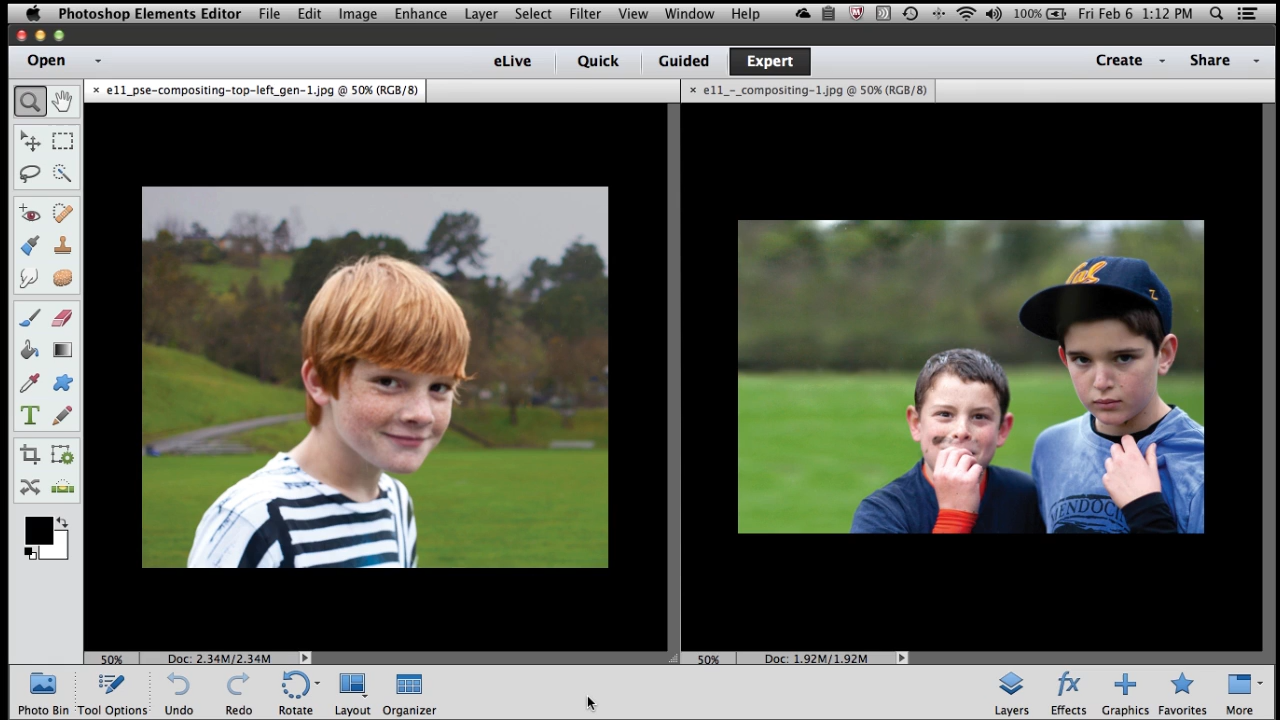 Photoshop Elements Editor File Edit Image Enhance Layer Select Filter View Window Help 100% Fri Feb 6 1:12 PM
Open eLive Quick Guided Expert Create Share
× e11_pse-compositing-top-left_gen-1.jpg @ 50% (RGB/8) × e11_-_compositing-1.jpg @ 50% (RGB/8)
Cal
Z
MENDOCI
T
50% Doc: 2.34M/2.34M 50% Doc: 1.92M/1.92M
fx
Photo Bin Tool Options Undo Redo Rotate Layout Organizer Layers Effects Graphics Favorites More